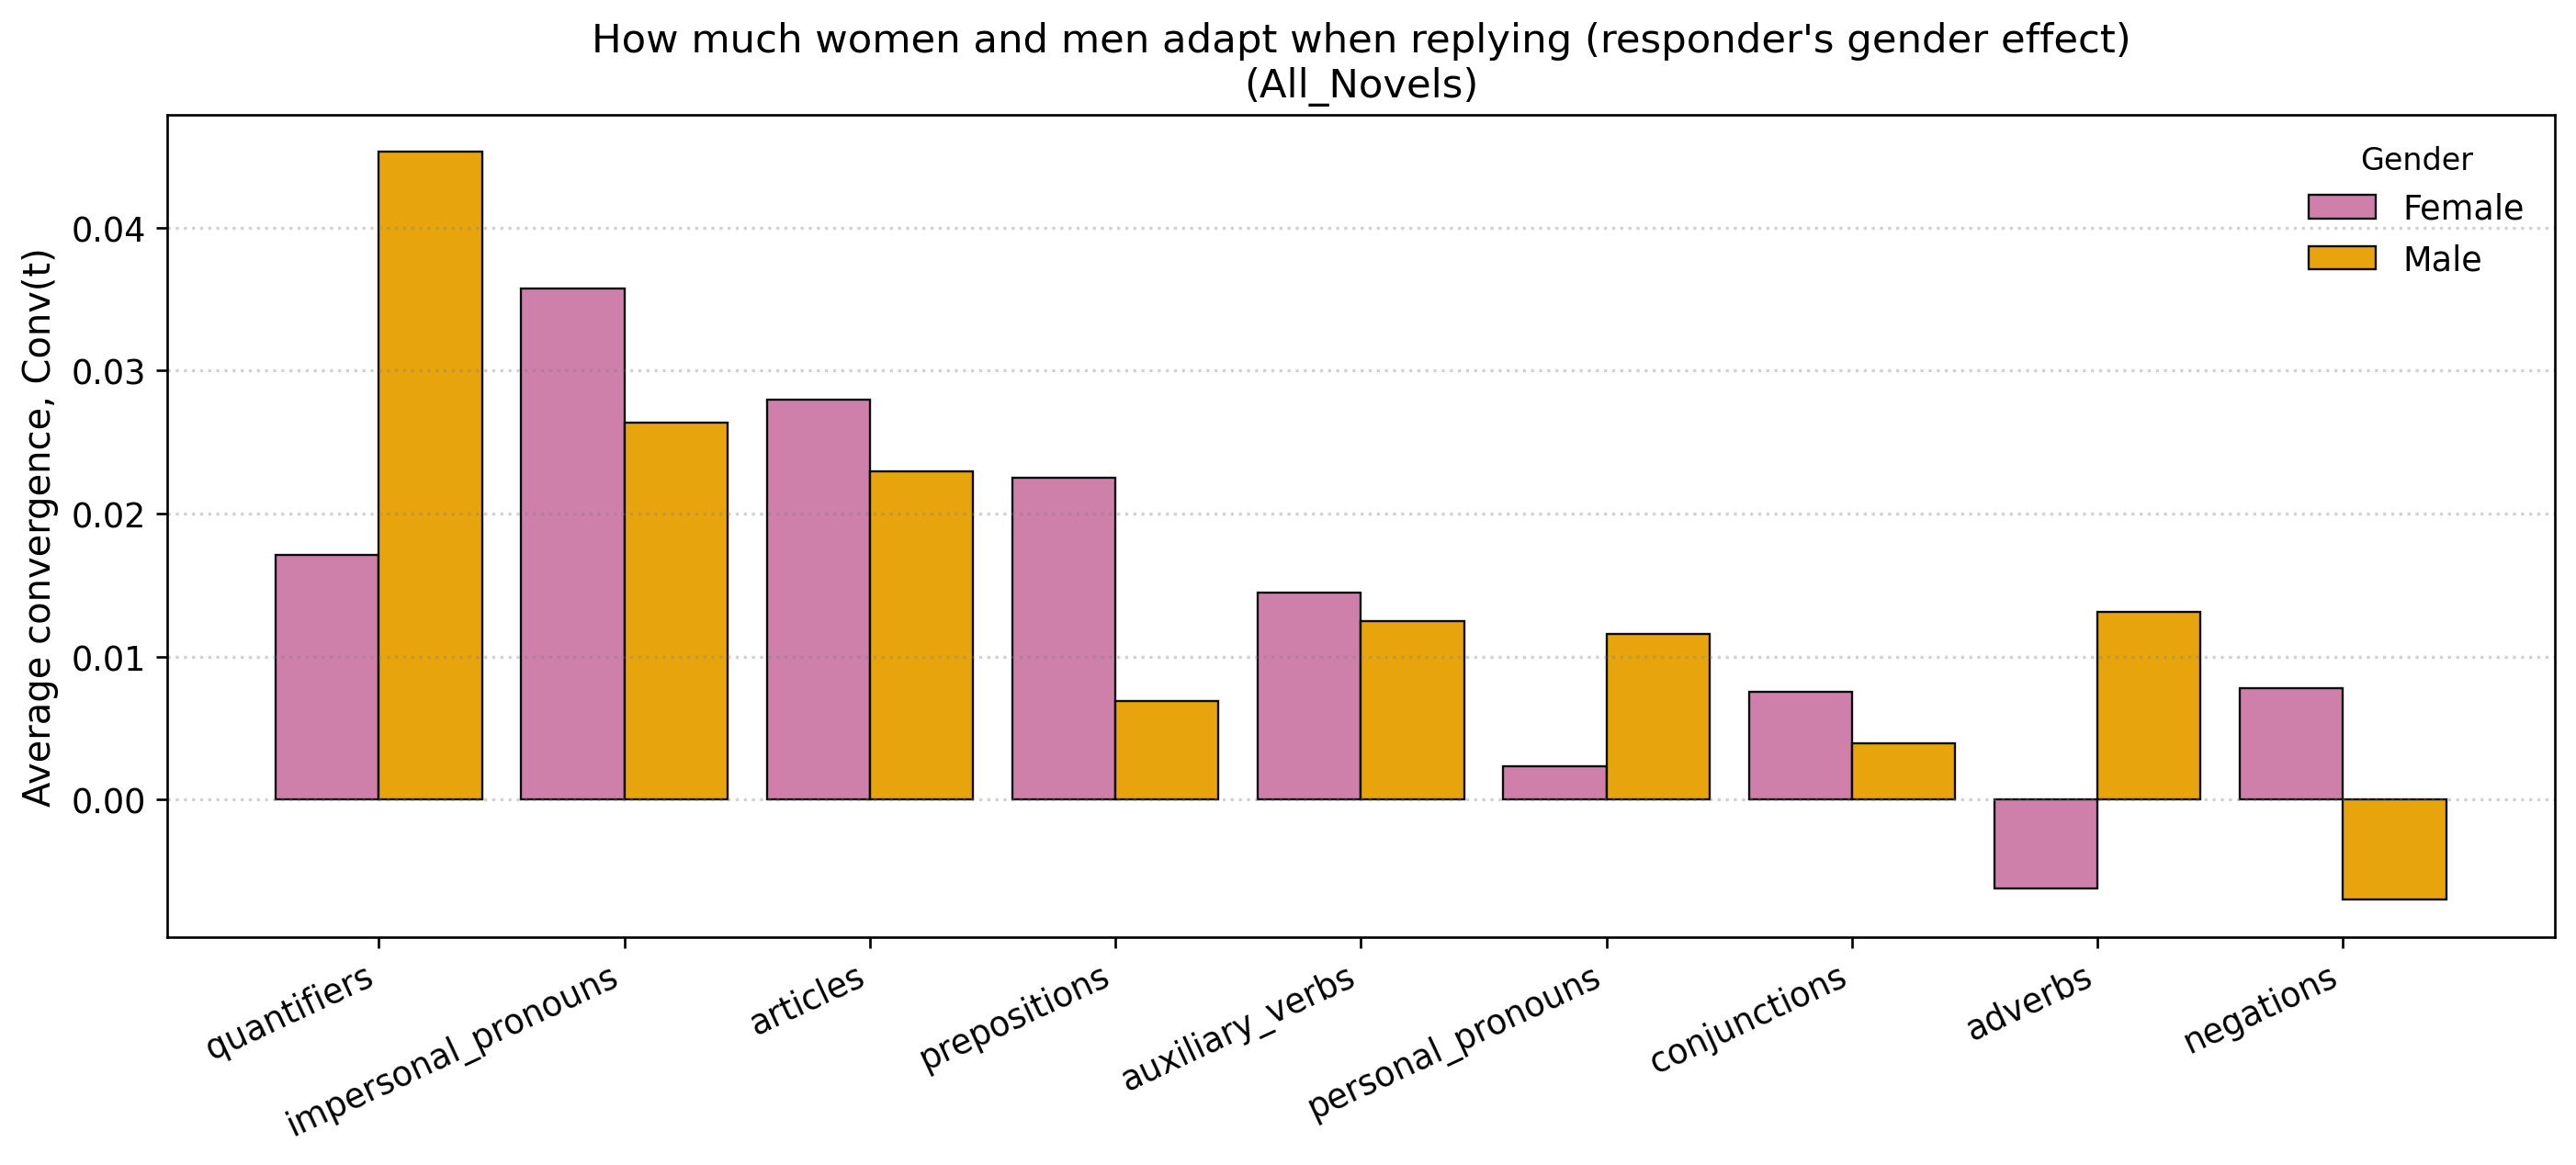 How much women and men adapt when replying (responder's gender effect)
(All_Novels)
Gender
Female
Male
Average convergence, Conv(t)
0.04
0.03
0.02
0.01
0.00
quantifiers
impersonal_pronouns
articles
prepositions
auxiliary_verbs
personal_pronouns
conjunctions
adverbs
negations